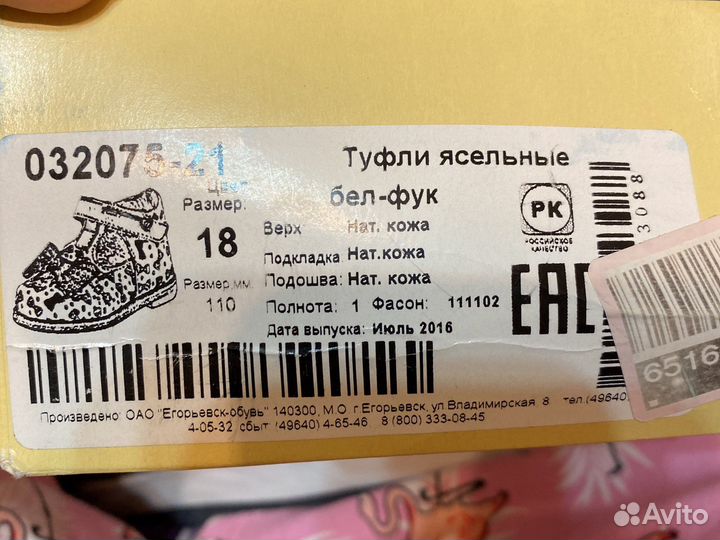 032075-21 Туфли ясельные
Цвет бел-фук
Размер: 18
Верх Нат. кожа
Подкладка Нат.кожа
Подошва: Нат. кожа
Размер.мм. 110
Полнота: 1 Фасон: 111102
Дата выпуска: Июль 2016
РК
РОССИЙСКОЕ
КАЧЕСТВО
EAC
3088
6516
Произведено: ОАО "Егорьевск-обувь" 140300, М.О. г.Егорьевск, ул.Владимирская 8 тел.(49640)
4-05-32 сбыт (49640) 4-65-46 8 (800) 333-08-45
Avito